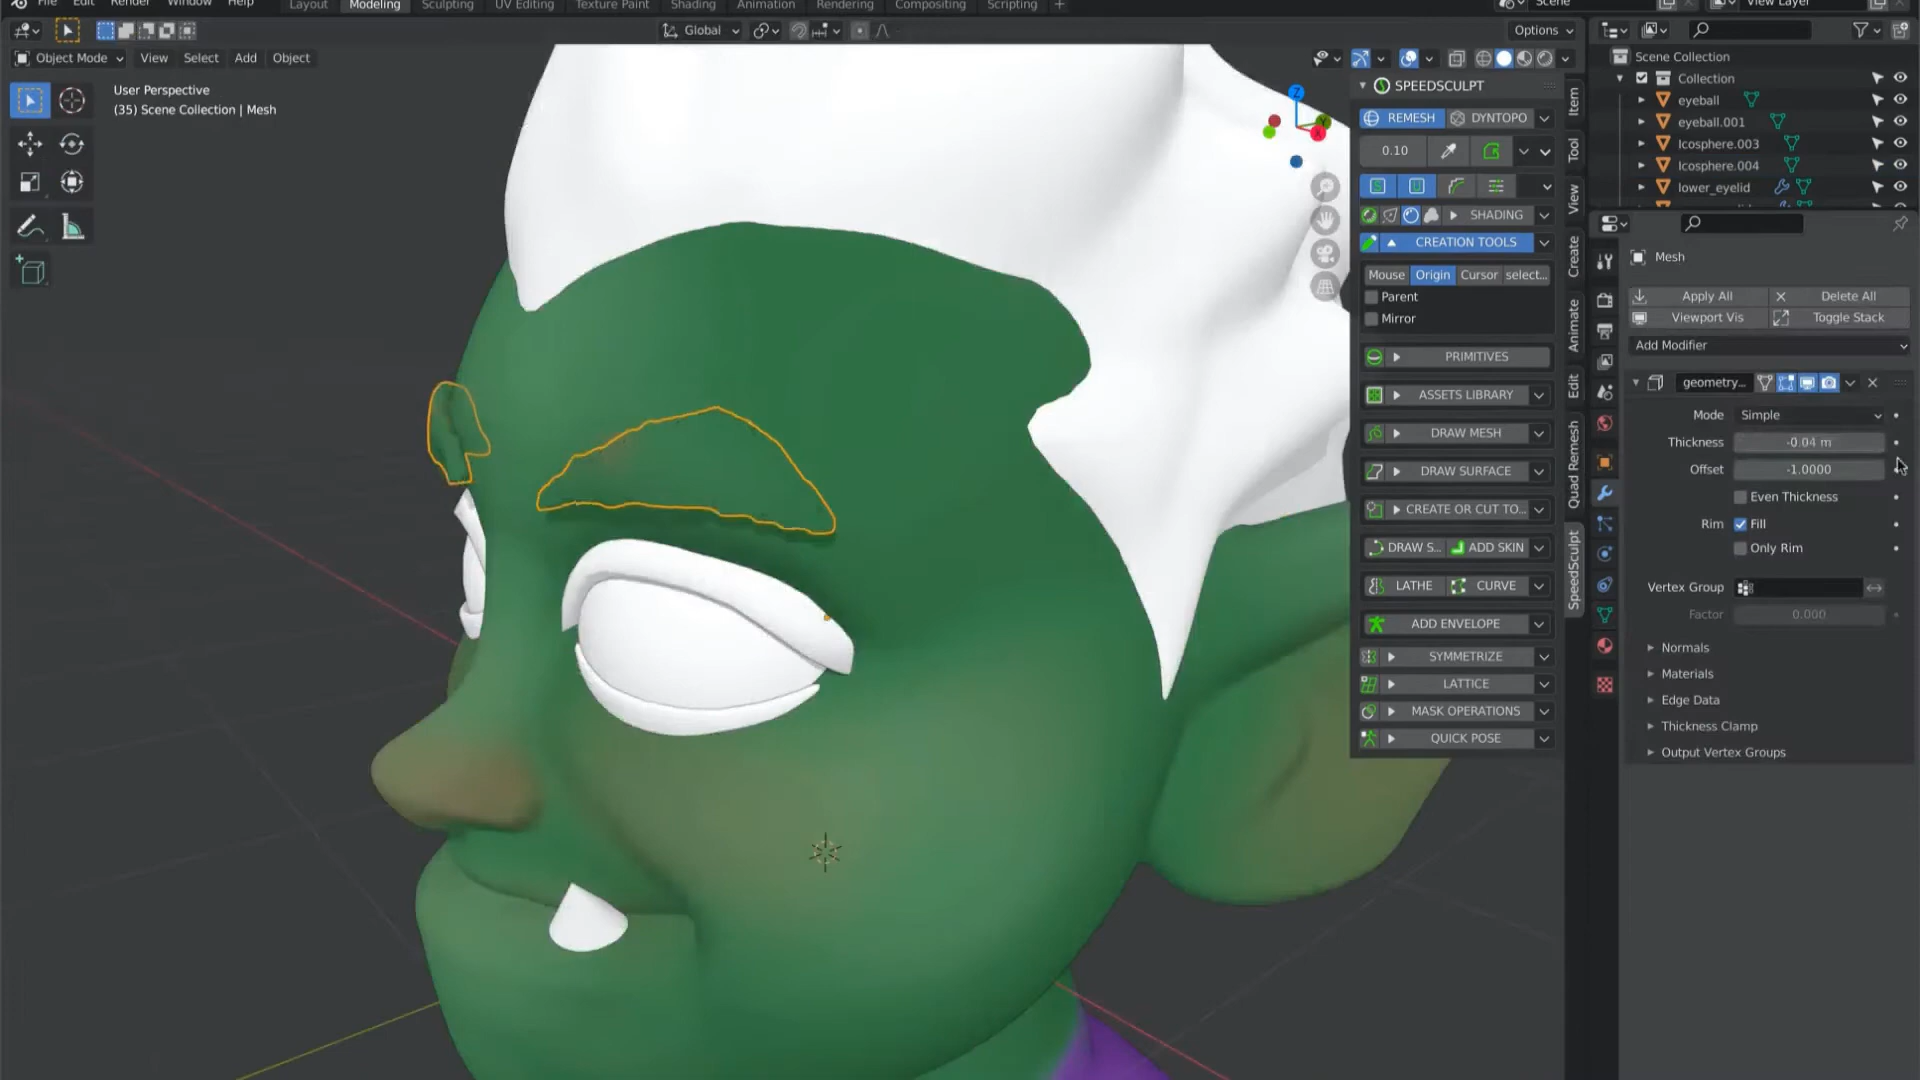 File Edit Render Window Help Layout Modeling Sculpting UV Editing Texture Paint Shading Animation Rendering Compositing Scripting + Scene View Layer
Global Options
Object Mode View Select Add Object
User Perspective
(35) Scene Collection | Mesh
Z
SPEEDSCULPT
REMESH DYNTOPO
0.10
SHADING
CREATION TOOLS
Mouse Origin Cursor select...
Parent
Mirror
PRIMITIVES
ASSETS LIBRARY
DRAW MESH
DRAW SURFACE
CREATE OR CUT TO...
DRAW S... ADD SKIN
LATHE CURVE
ADD ENVELOPE
SYMMETRIZE
LATTICE
MASK OPERATIONS
QUICK POSE
Item
Tool
View
Create
Animate
Edit
Quad Remesh
SpeedSculpt
Scene Collection
Collection
eyeball
eyeball.001
Icosphere.003
Icosphere.004
lower_eyelid
Mesh
Apply All Delete All
Viewport Vis Toggle Stack
Add Modifier
geometry...
Mode Simple
Thickness -0.04 m
Offset -1.0000
Even Thickness
Rim Fill
Only Rim
Vertex Group
Factor 0.000
Normals
Materials
Edge Data
Thickness Clamp
Output Vertex Groups